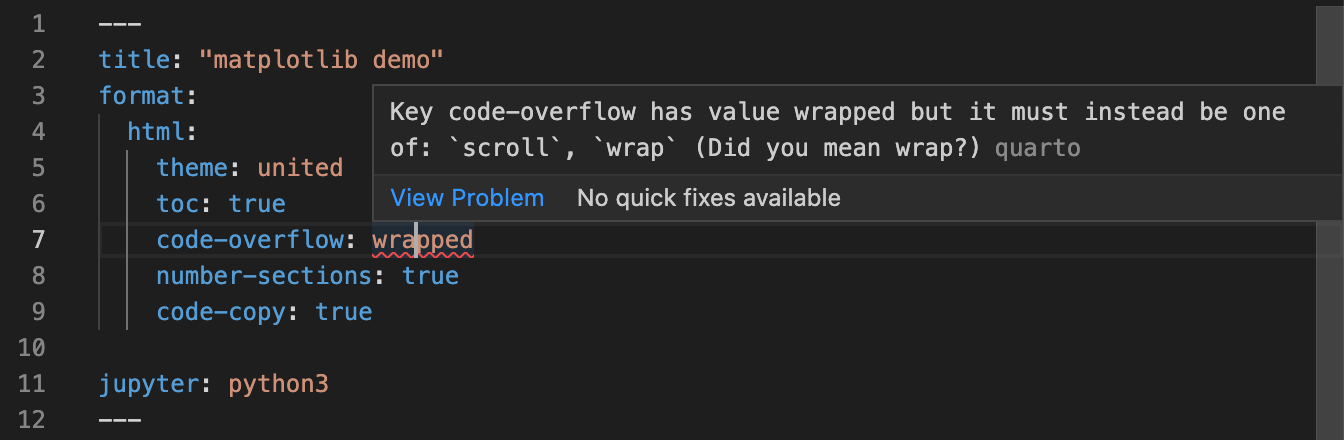 1 ---
2 title: "matplotlib demo"
3 format:
4 html:
5 theme: united
6 toc: true
7 code-overflow: wrapped
8 number-sections: true
9 code-copy: true
10
11 jupyter: python3
12 ---
Key code-overflow has value wrapped but it must instead be one
of: `scroll`, `wrap` (Did you mean wrap?) quarto
View Problem No quick fixes available